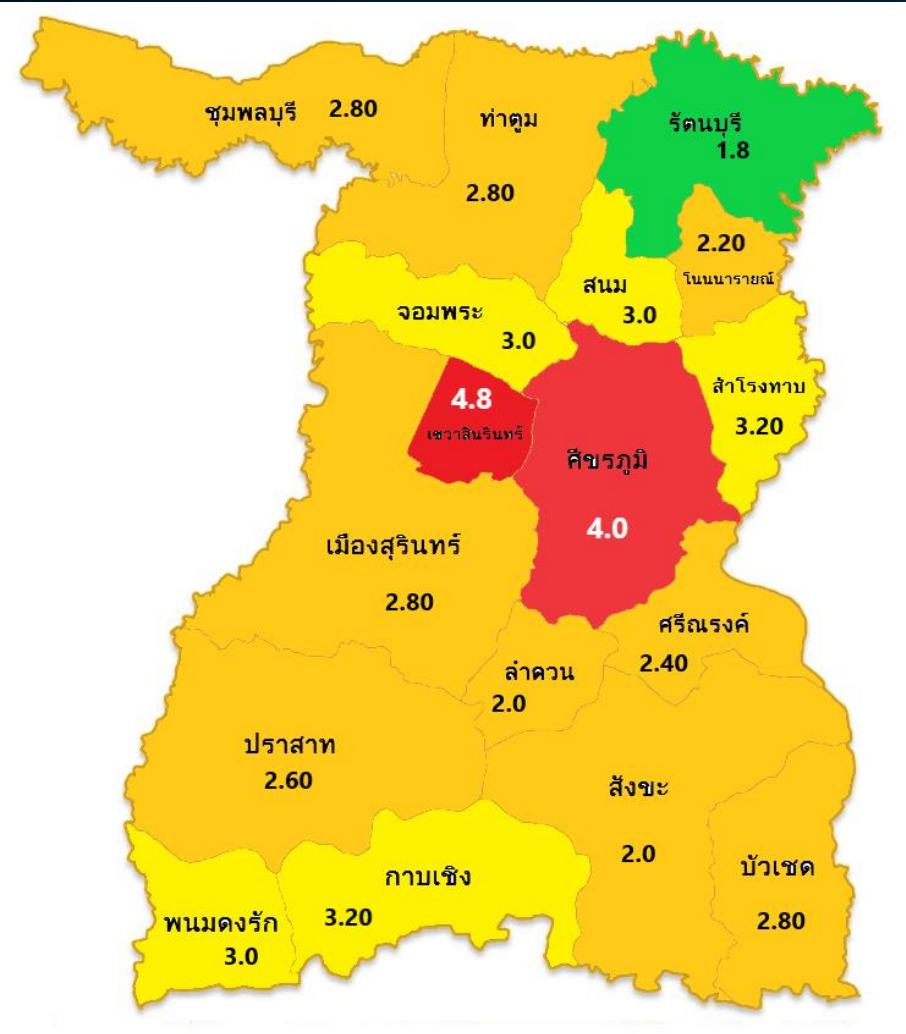 ชุมพลบุรี 2.80
ท่าตูม
2.80
รัตนบุรี
1.8
2.20
โนนนารายณ์
สนม
3.0
จอมพระ
3.0
สำโรงทาบ
3.20
4.8
เขวาสินรินทร์
ศีขรภูมิ
4.0
เมืองสุรินทร์
2.80
ศรีณรงค์
2.40
ลำดวน
2.0
ปราสาท
2.60
สังขะ
2.0
บัวเชด
2.80
กาบเชิง
3.20
พนมดงรัก
3.0